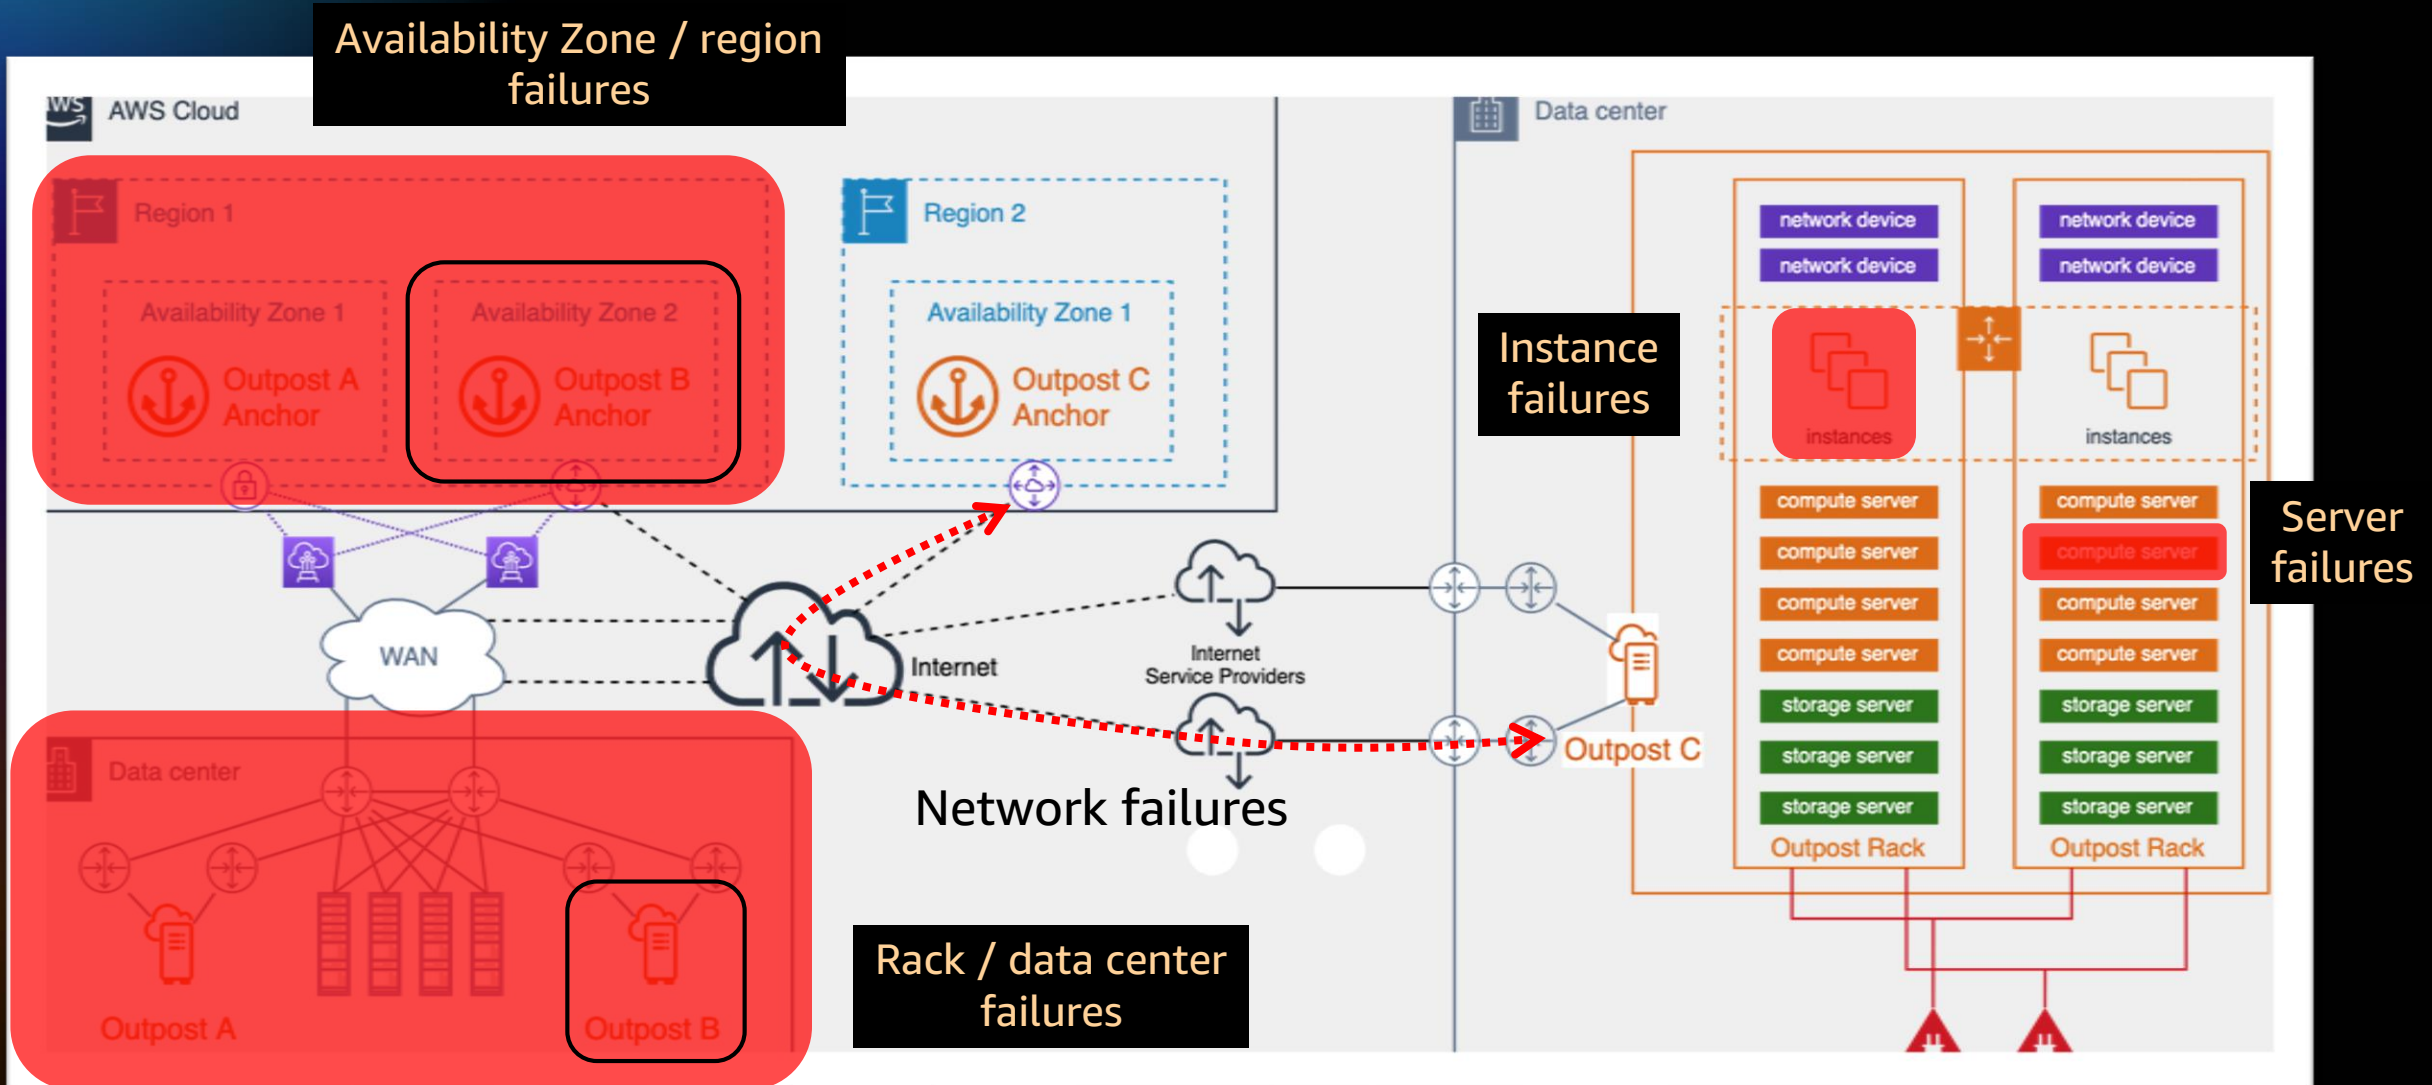 Availability Zone / region
failures
aws
AWS Cloud
Region 1
Availability Zone 1
Outpost A
Anchor
Availability Zone 2
Outpost B
Anchor
Region 2
Availability Zone 1
Outpost C
Anchor
WAN
Internet
Internet
Service Providers
Network failures
Data center
Outpost A
Outpost B
Rack / data center
failures
Data center
Outpost C
Instance
failures
network device
network device
instances
compute server
compute server
compute server
compute server
storage server
storage server
storage server
Outpost Rack
network device
network device
instances
compute server
compute server
compute server
compute server
storage server
storage server
storage server
Outpost Rack
Server
failures